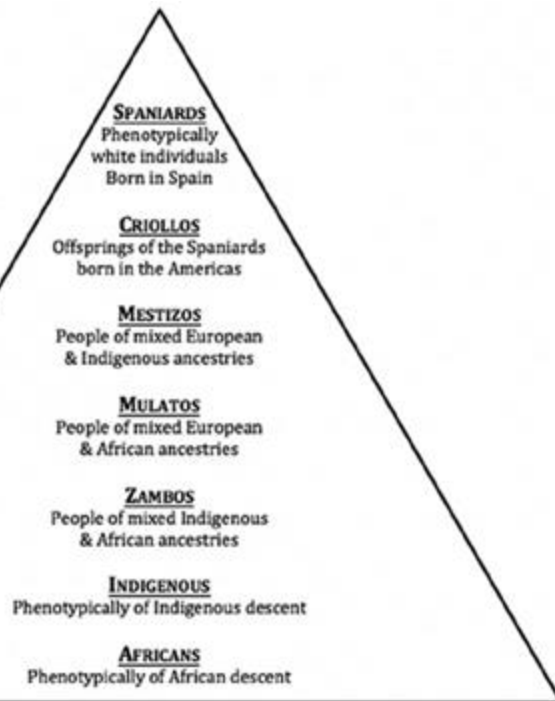 SPANIARDS
Phenotypically
white individuals
Born in Spain
CRIOLLOS
Offsprings of the Spaniards
born in the Americas
MESTIZOS
People of mixed European
& Indigenous ancestries
MULATOS
People of mixed European
& African ancestries
ZAMBOS
People of mixed Indigenous
& African ancestries
INDIGENOUS
Phenotypically of Indigenous descent
AFRICANS
Phenotypically of African descent